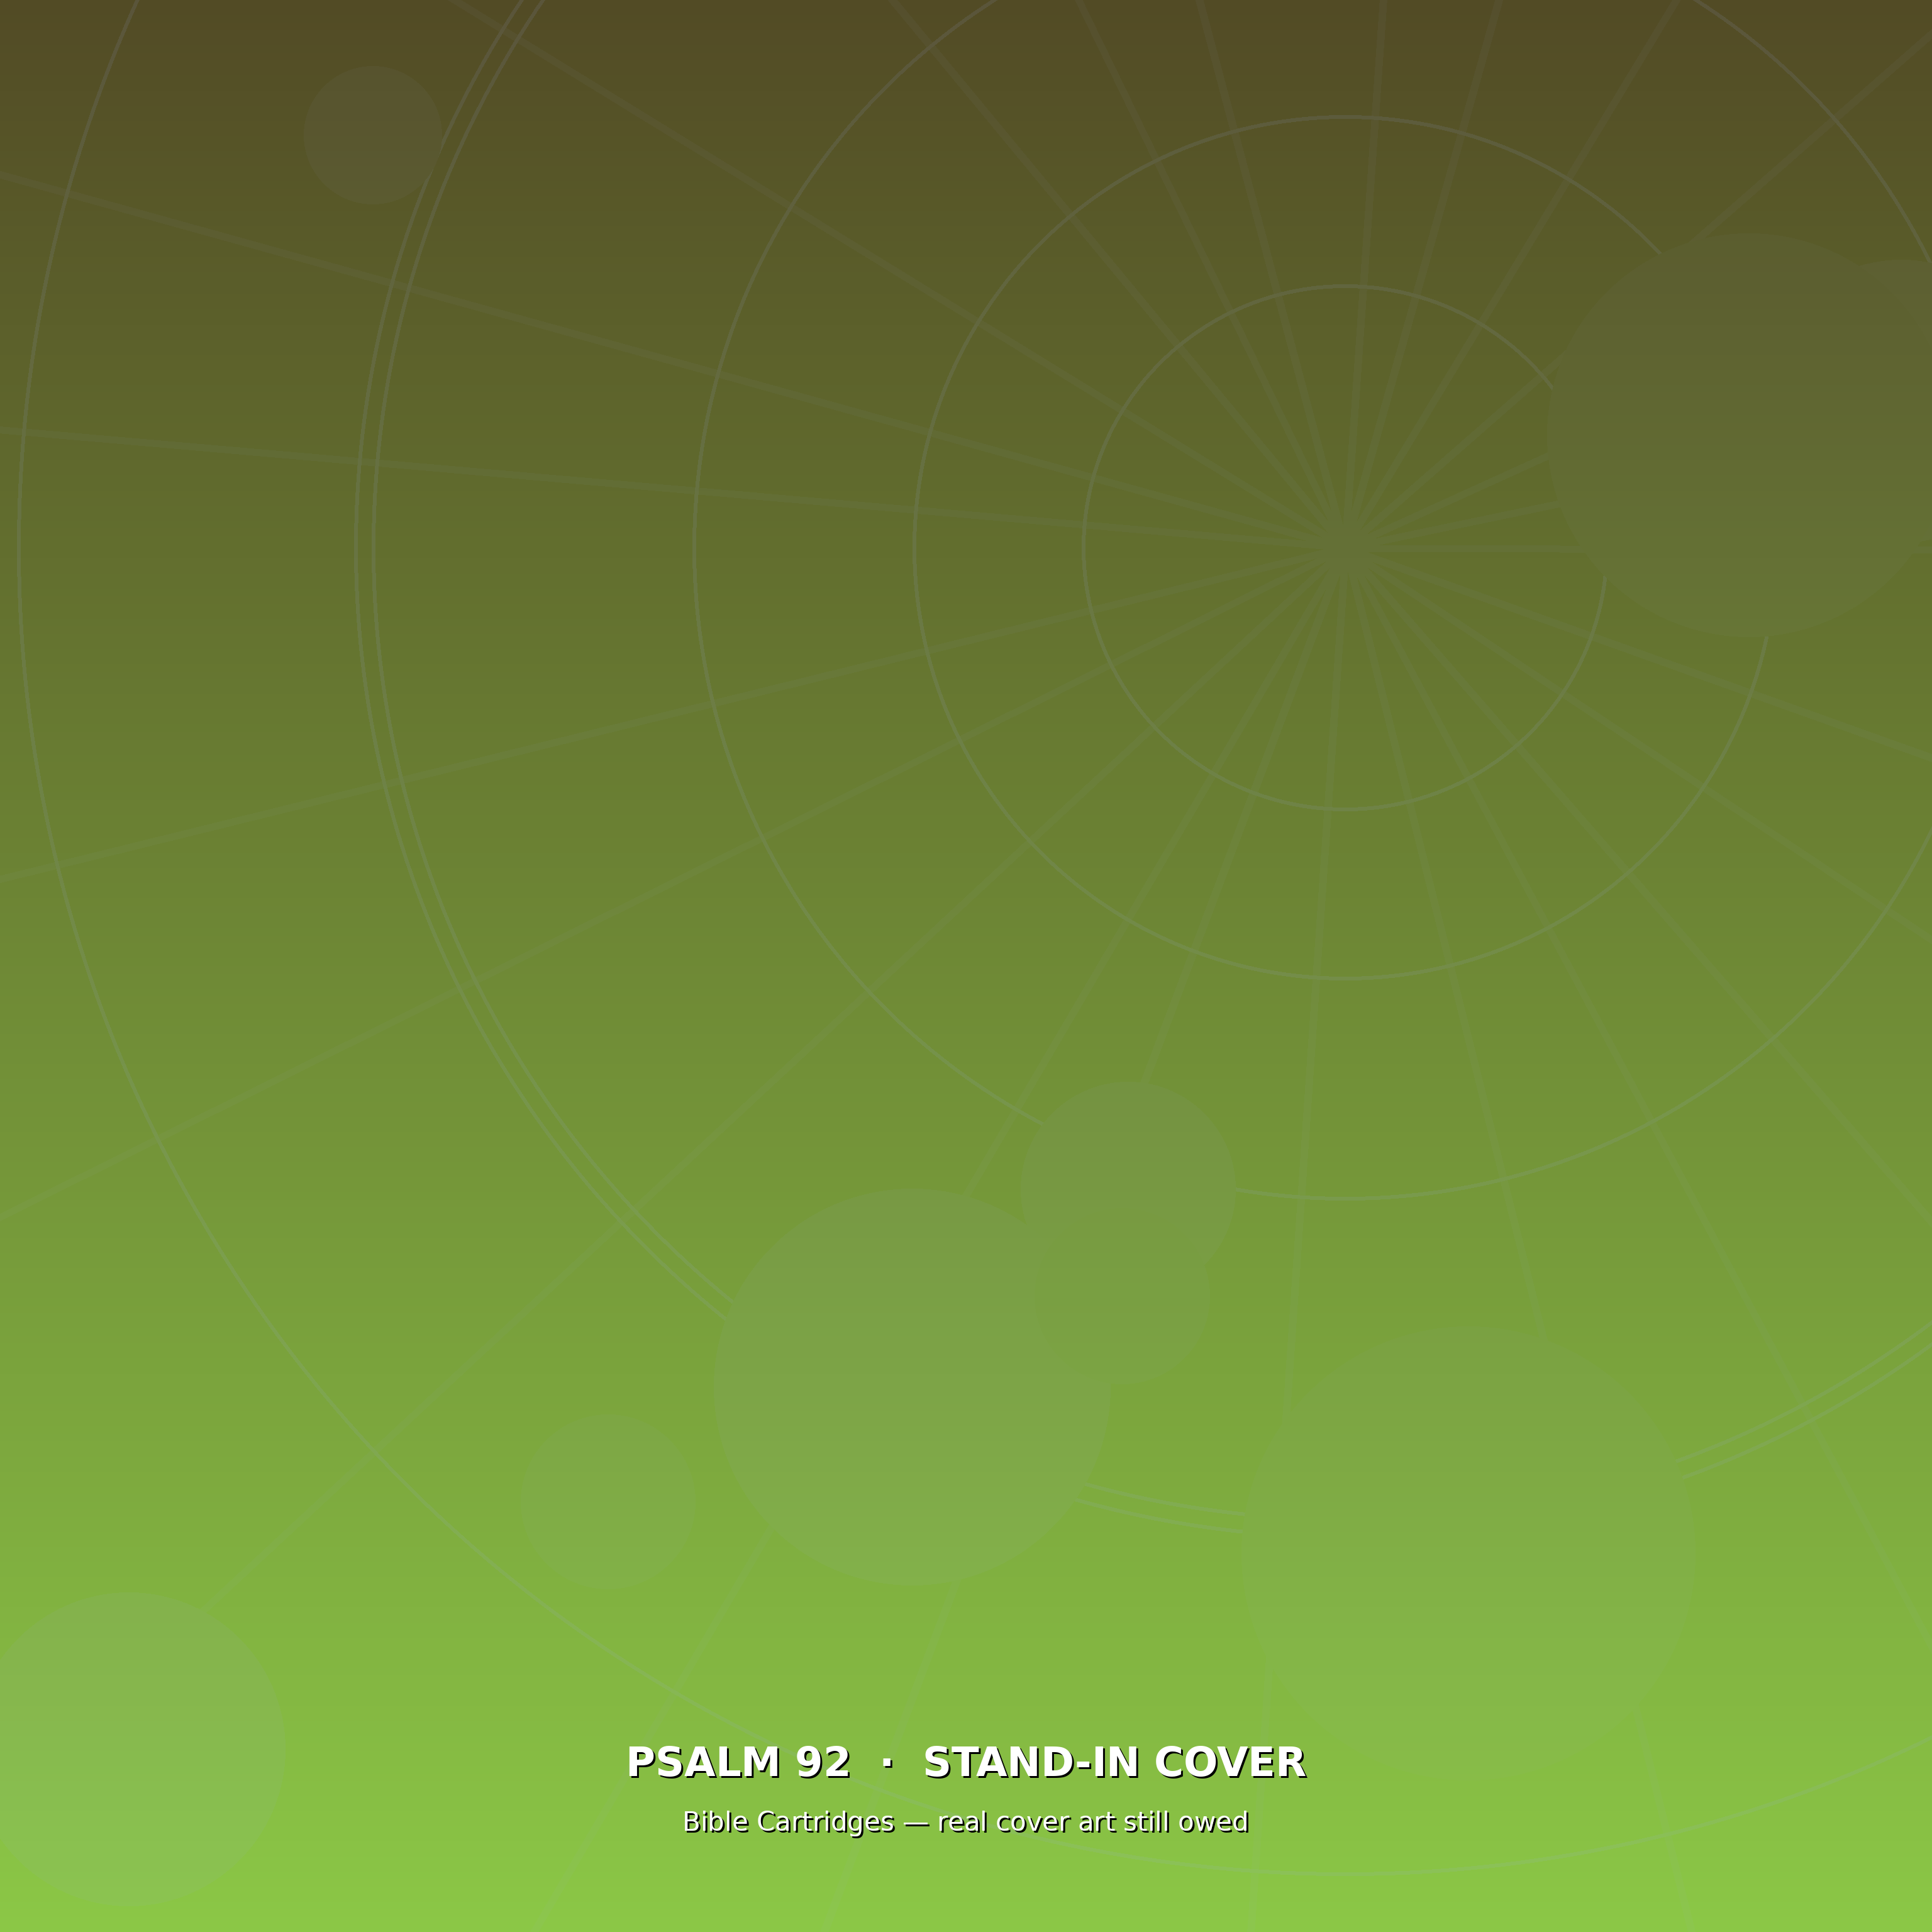 PSALM 92 · STAND-IN COVER
Bible Cartridges — real cover art still owed